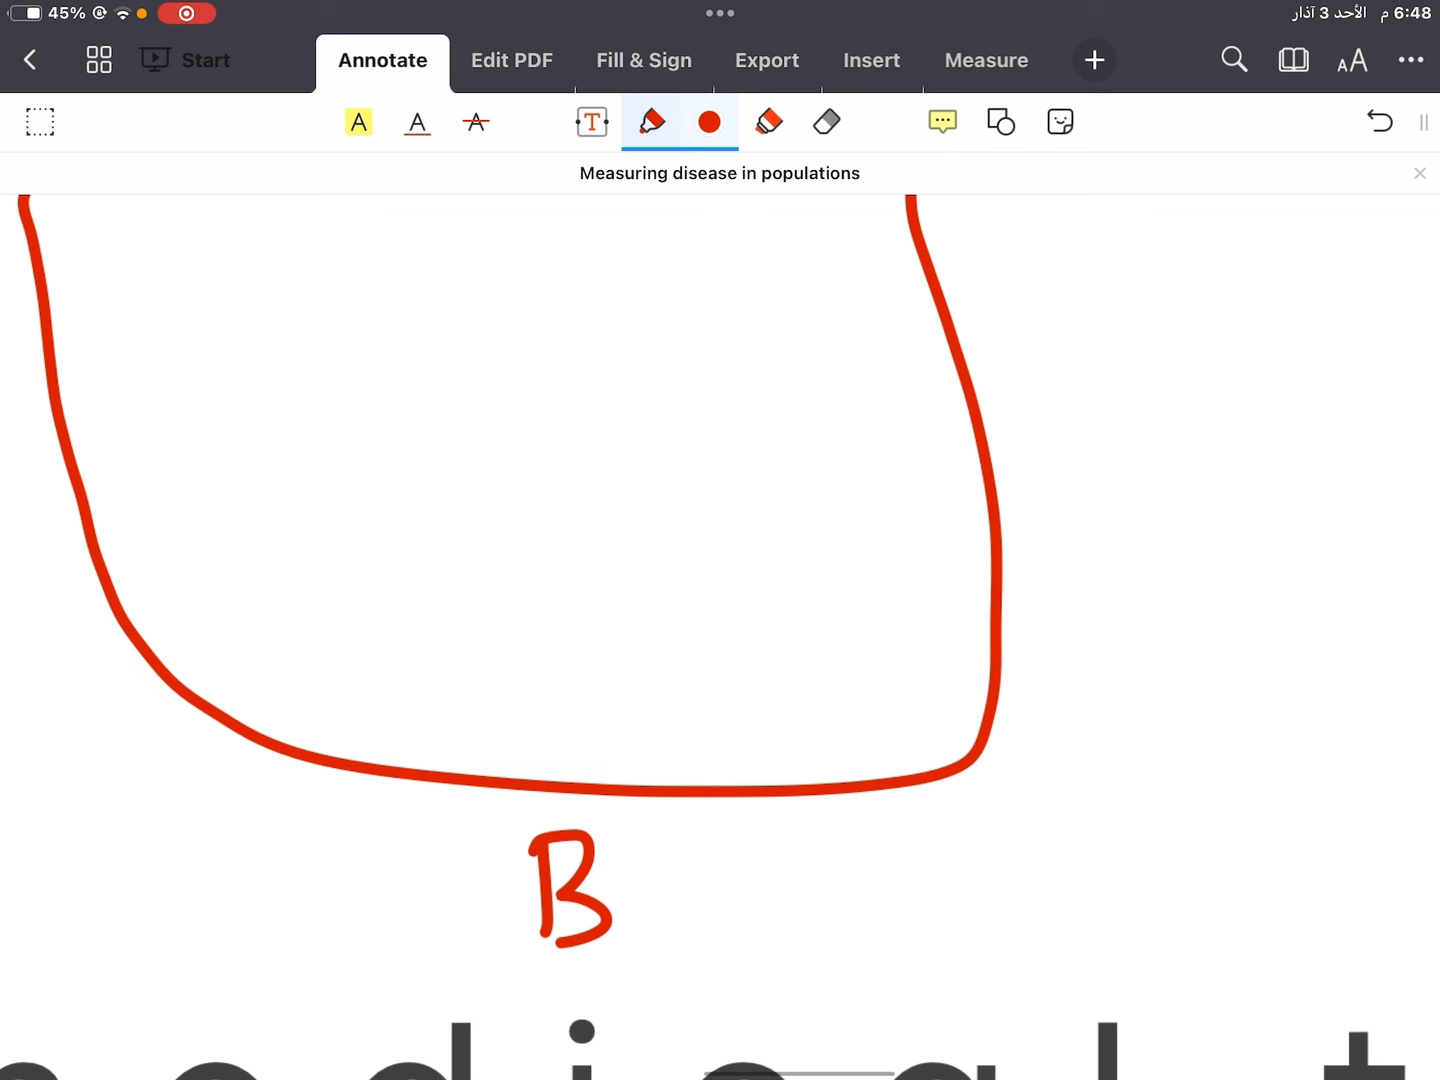 45% 6:48 م الأحد 3 آذار
Start Annotate Edit PDF Fill & Sign Export Insert Measure AA
A A A T
Measuring disease in populations
B